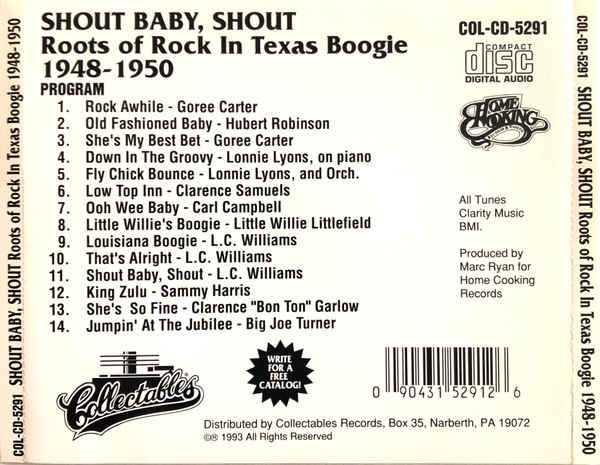 COL-CD-5291 SHOUT BABY, SHOUT Roots of Rock In Texas Boogie 1948-1950
SHOUT BABY, SHOUT
Roots of Rock In Texas Boogie
1948-1950
PROGRAM
1. Rock Awhile - Goree Carter
2. Old Fashioned Baby - Hubert Robinson
3. She's My Best Bet - Goree Carter
4. Down In The Groovy - Lonnie Lyons, on piano
5. Fly Chick Bounce - Lonnie Lyons, and Orch.
6. Low Top Inn - Clarence Samuels
7. Ooh Wee Baby - Carl Campbell
8. Little Willie's Boogie - Little Willie Littlefield
9. Louisiana Boogie - L.C. Williams
10. That's Alright - L.C. Williams
11. Shout Baby, Shout - L.C. Williams
12. King Zulu - Sammy Harris
13. She's So Fine - Clarence "Bon Ton" Garlow
14. Jumpin' At The Jubilee - Big Joe Turner
COL-CD-5291
COMPACT
disc
DIGITAL AUDIO
HOME
COOKING
All Tunes
Clarity Music
BMI.
Produced by
Marc Ryan for
Home Cooking
Records
Collectables
WRITE
FOR A
FREE
CATALOG!
0 90431 52912 6
Distributed by Collectables Records, Box 35, Narberth, PA 19072
©® 1993 All Rights Reserved
COL-CD-5291 SHOUT BABY, SHOUT Roots of Rock In Texas Boogie 1948-1950